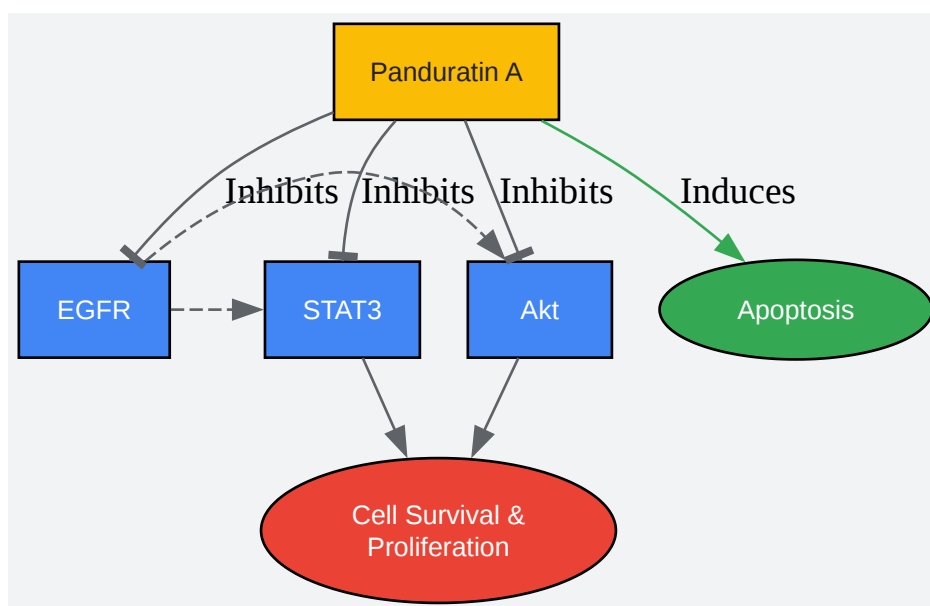 Panduratin A
Inhibits
Inhibits
Inhibits
Induces
EGFR
STAT3
Akt
Apoptosis
Cell Survival &
Proliferation